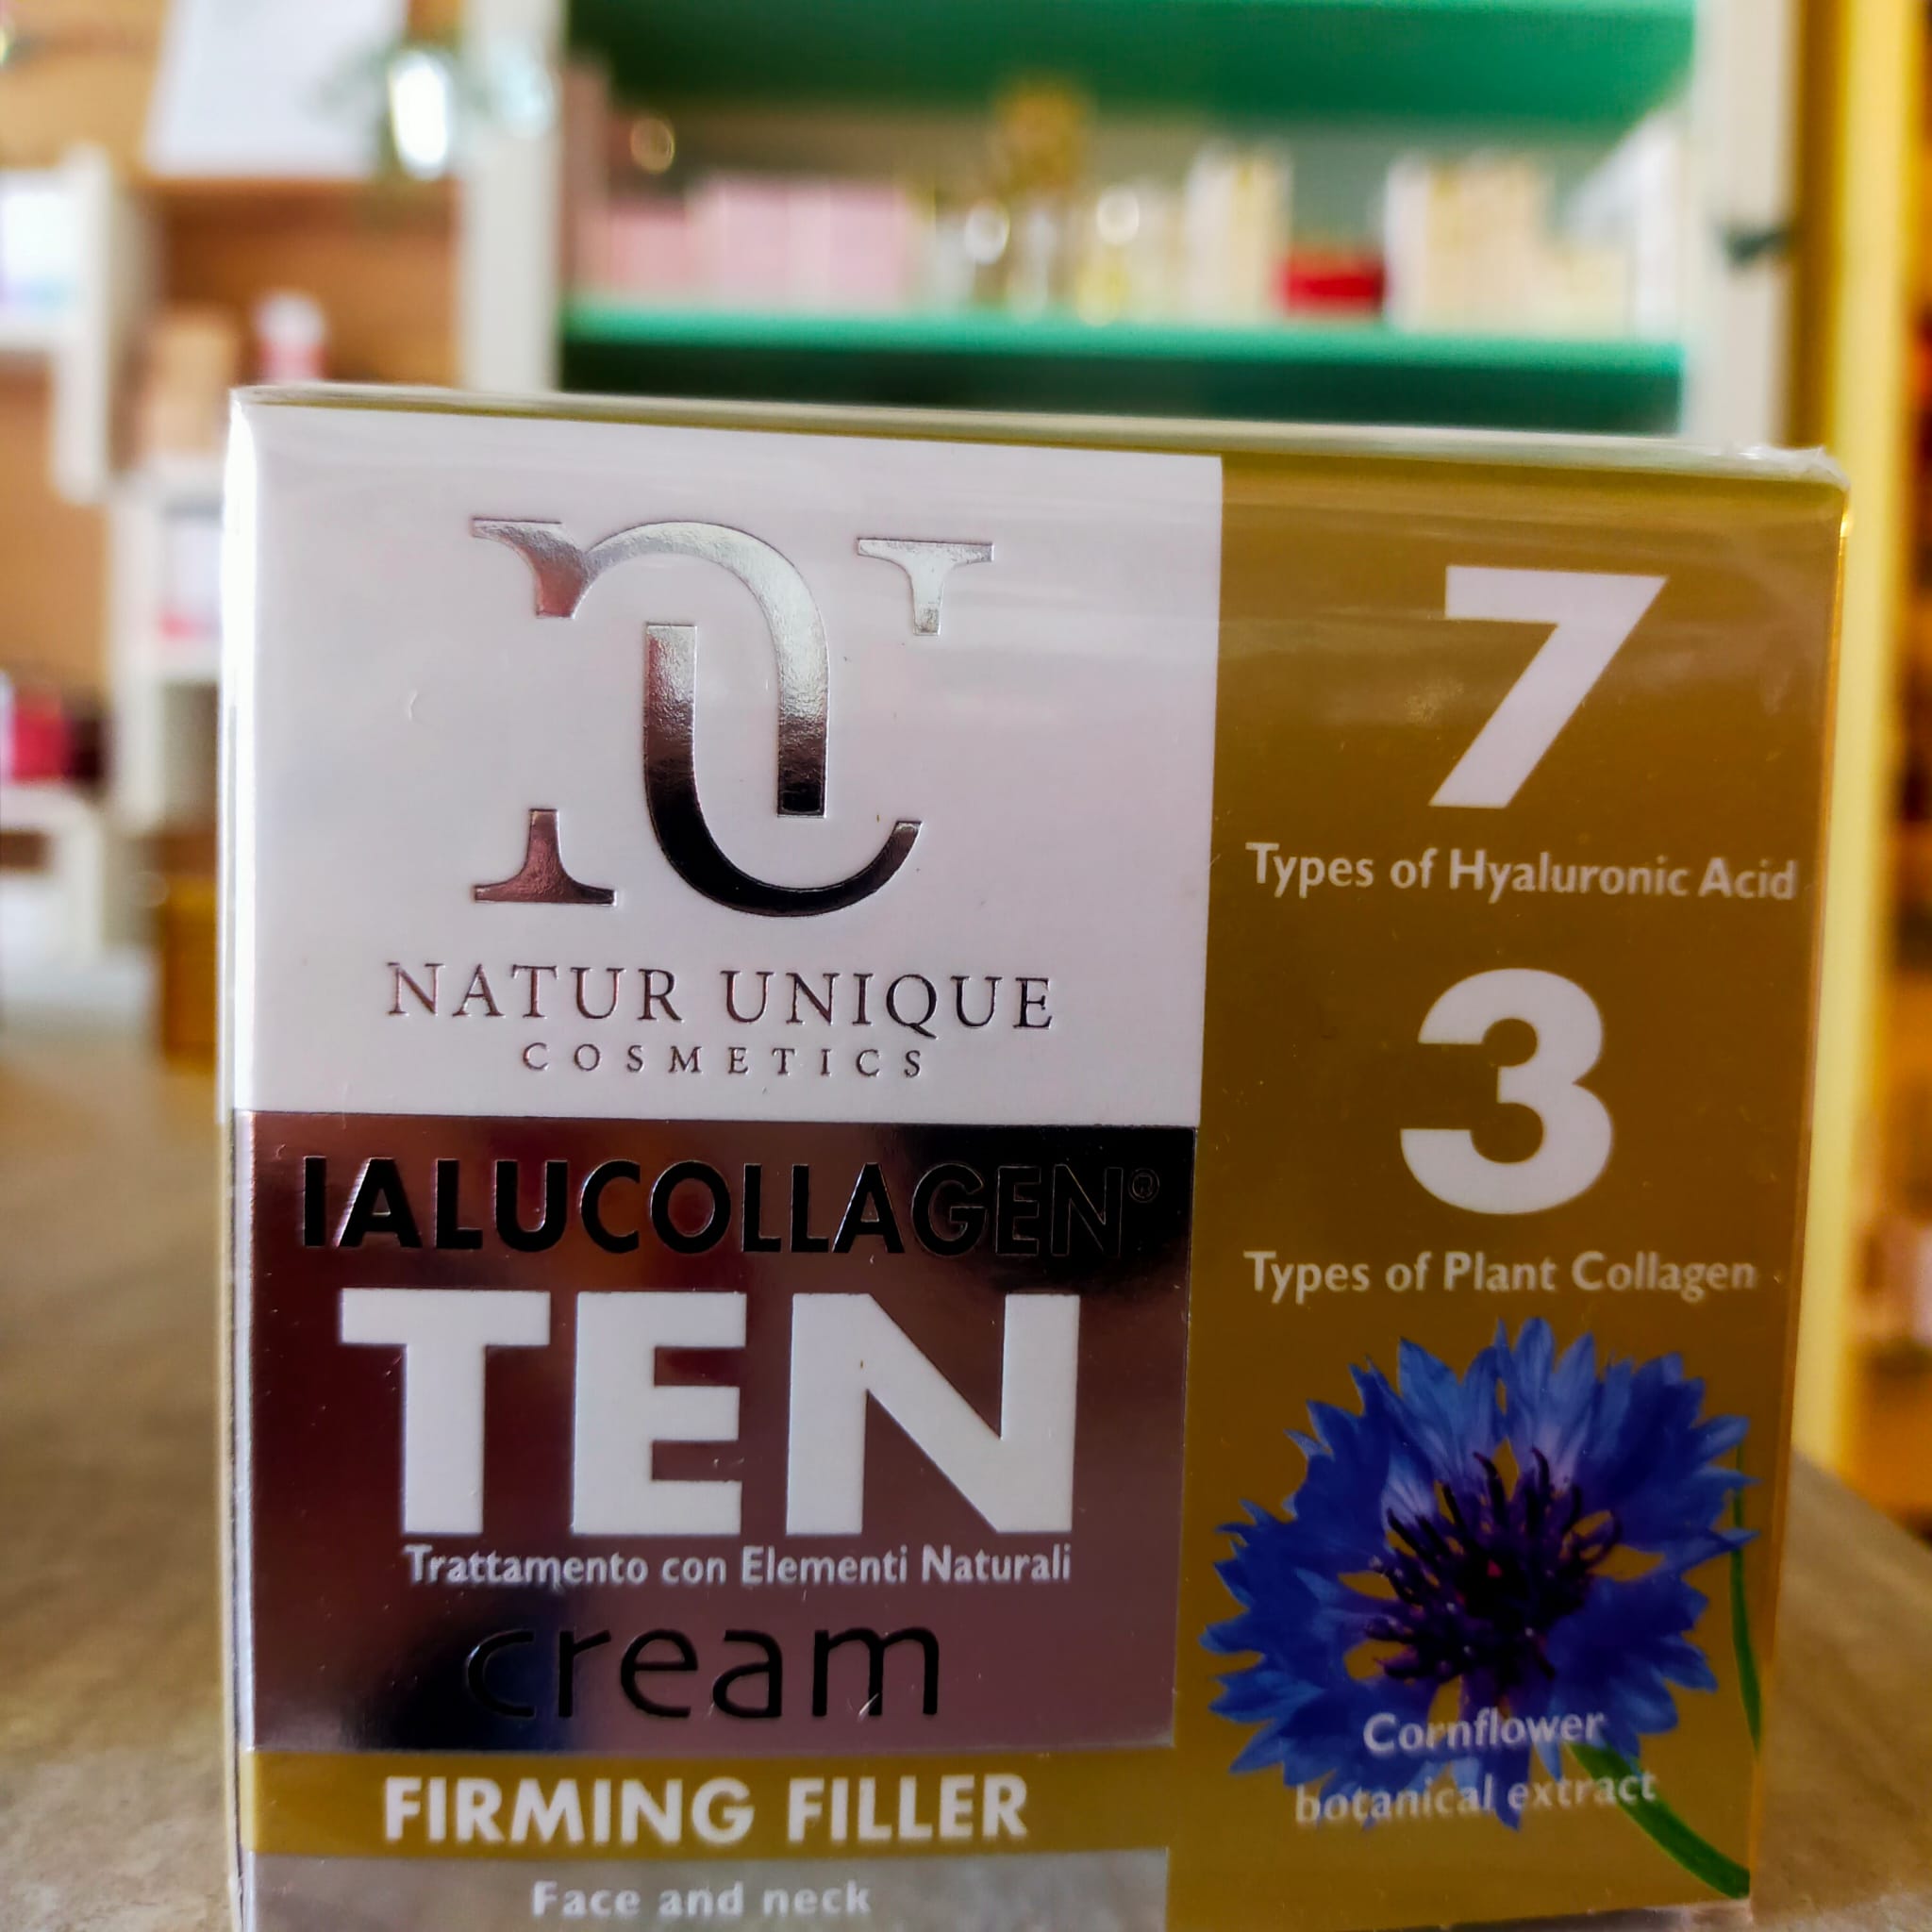 nu
NATUR UNIQUE
COSMETICS
IALUCOLLAGEN®
TEN
Trattamento con Elementi Naturali
cream
FIRMING FILLER
Face and neck
7
Types of Hyaluronic Acid
3
Types of Plant Collagen
Cornflower
botanical extract